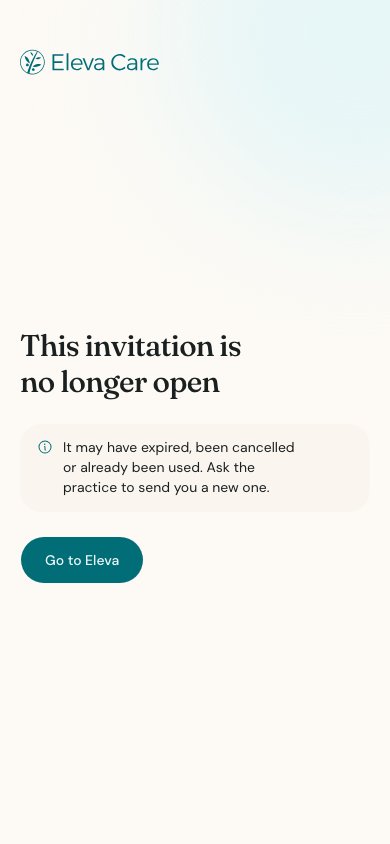 Eleva Care
This invitation is
no longer open
It may have expired, been cancelled
or already been used. Ask the
practice to send you a new one.
Go to Eleva